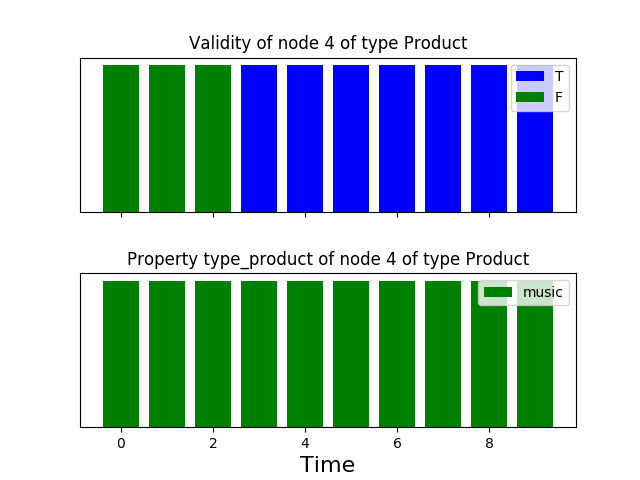 Validity of node 4 of type Product
T
F
Property type_product of node 4 of type Product
music
0 2 4 6 8
Time